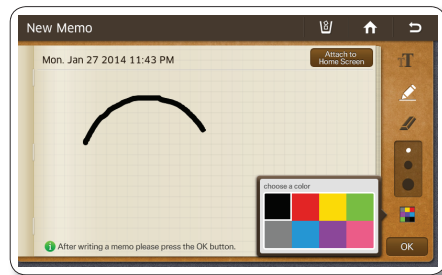 New Memo
Mon. Jan 27 2014 11:43 PM
Attach to
Home Screen
T
choose a color
After writing a memo please press the OK button.
OK